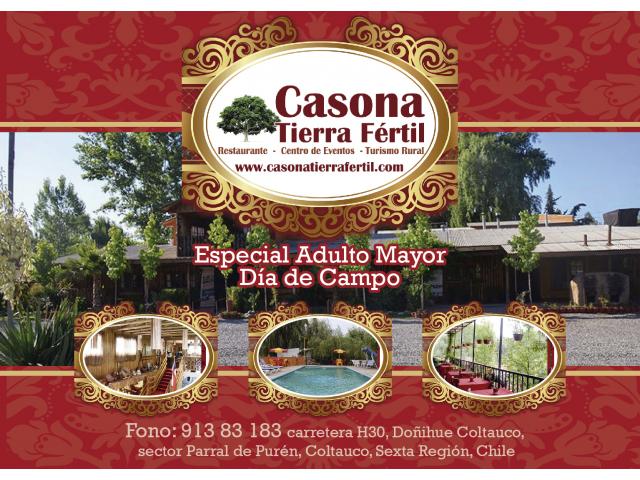 Casona
Tierra Fértil
Restaurante - Centro de Eventos - Turismo Rural
www.casonatierrafertil.com
Especial Adulto Mayor
Día de Campo
Fono: 913 83 183 carretera H30, Doñihue Coltauco,
sector Parral de Purén, Coltauco, Sexta Región, Chile